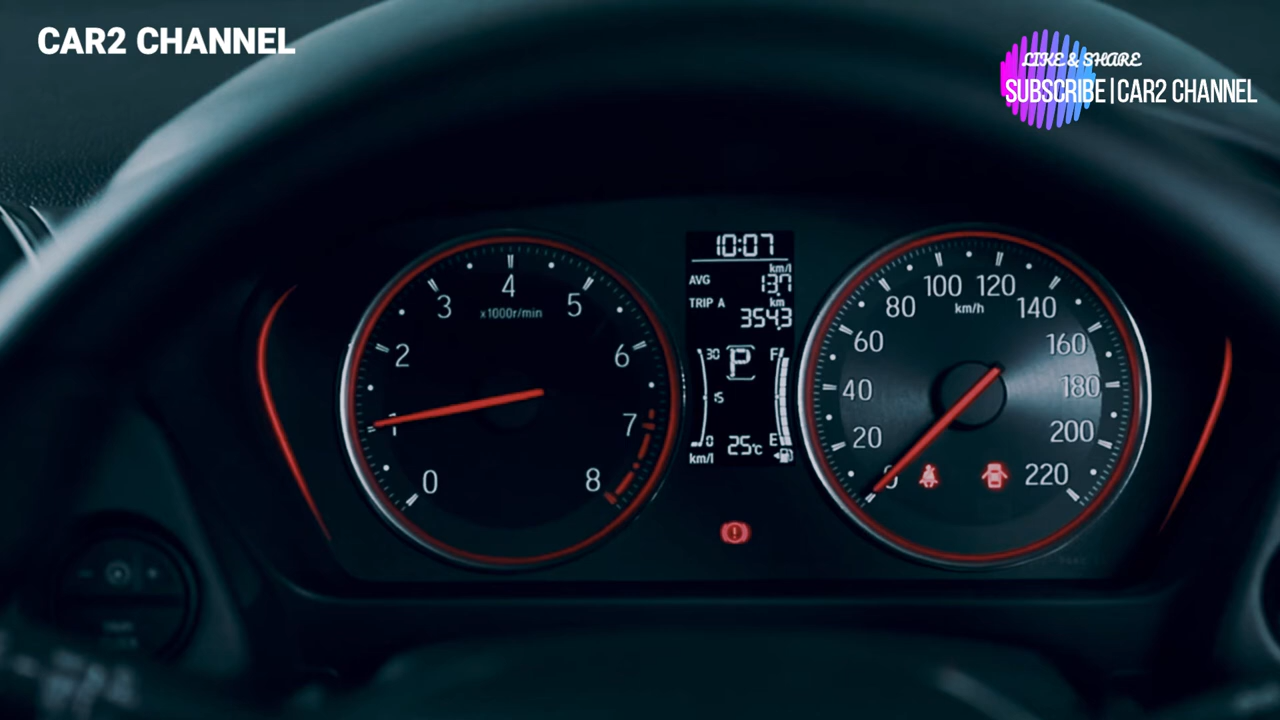 CAR2 CHANNEL
LIKE & SHARE
SUBSCRIBE|CAR2 CHANNEL
0
1
2
3
4
5
6
7
8
x1000r/min
10:07
km/l
AVG 13.7
TRIP A km
354.3
30
15
0
km/l
P
F
E
25℃
0
20
40
60
80
100
120
140
160
180
200
220
km/h